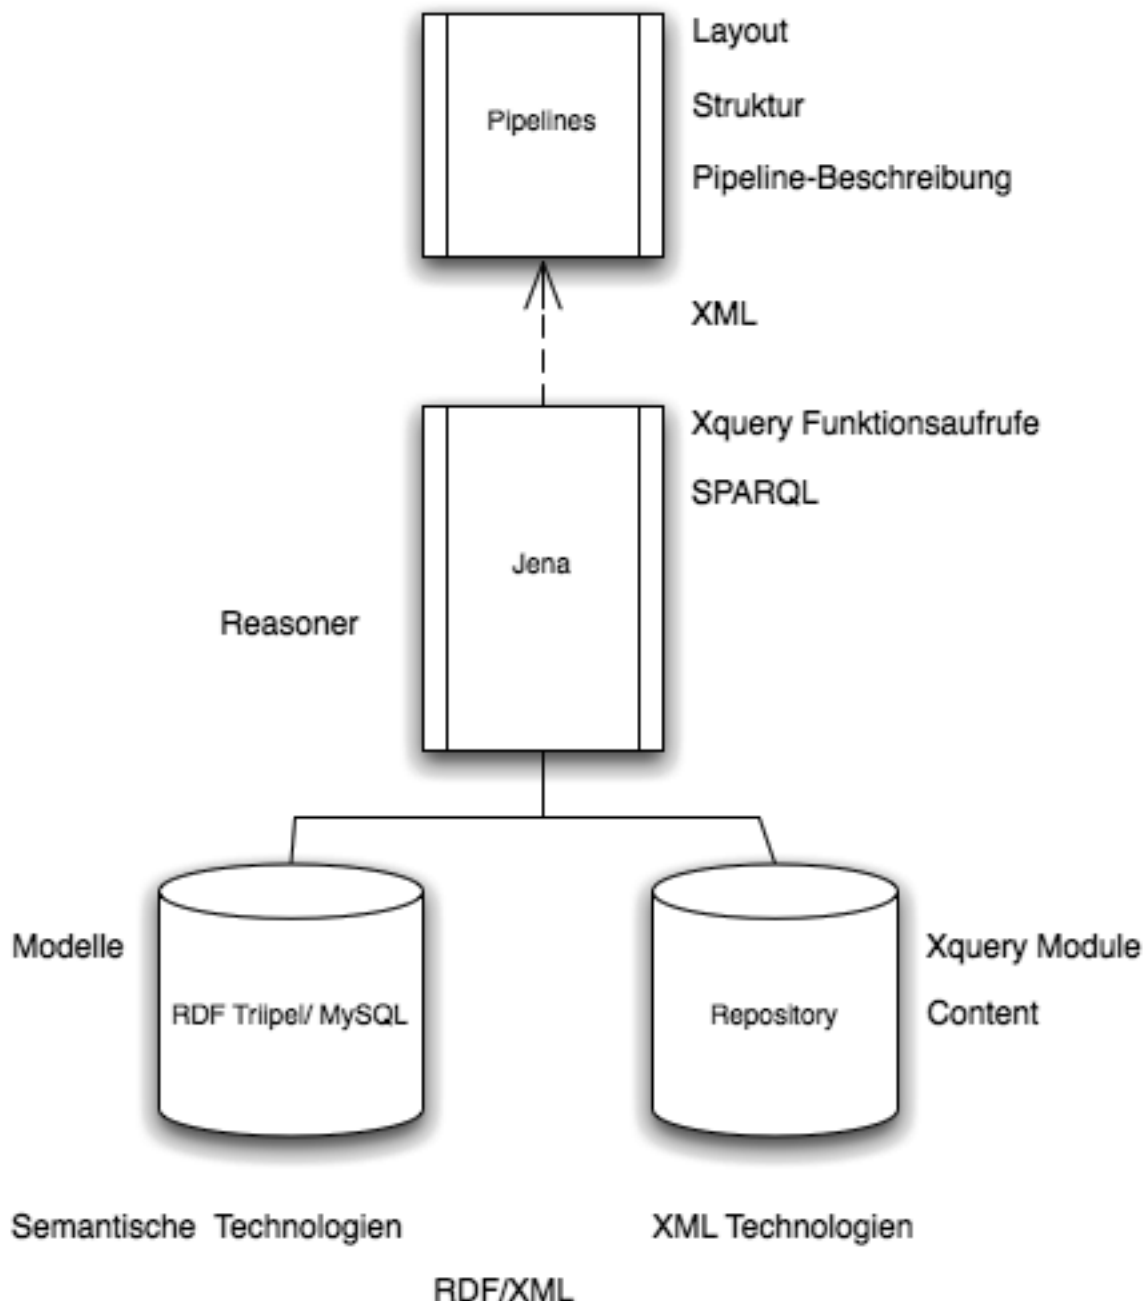 Layout
Struktur
Pipelines
Pipeline-Beschreibung
XML
Xquery Funktionsaufrufe
SPARQL
Jena
Reasoner
Modelle
Xquery Module
RDF Triipel/ MySQL
Repository
Content
Semantische Technologien
XML Technologien
RDF/XML